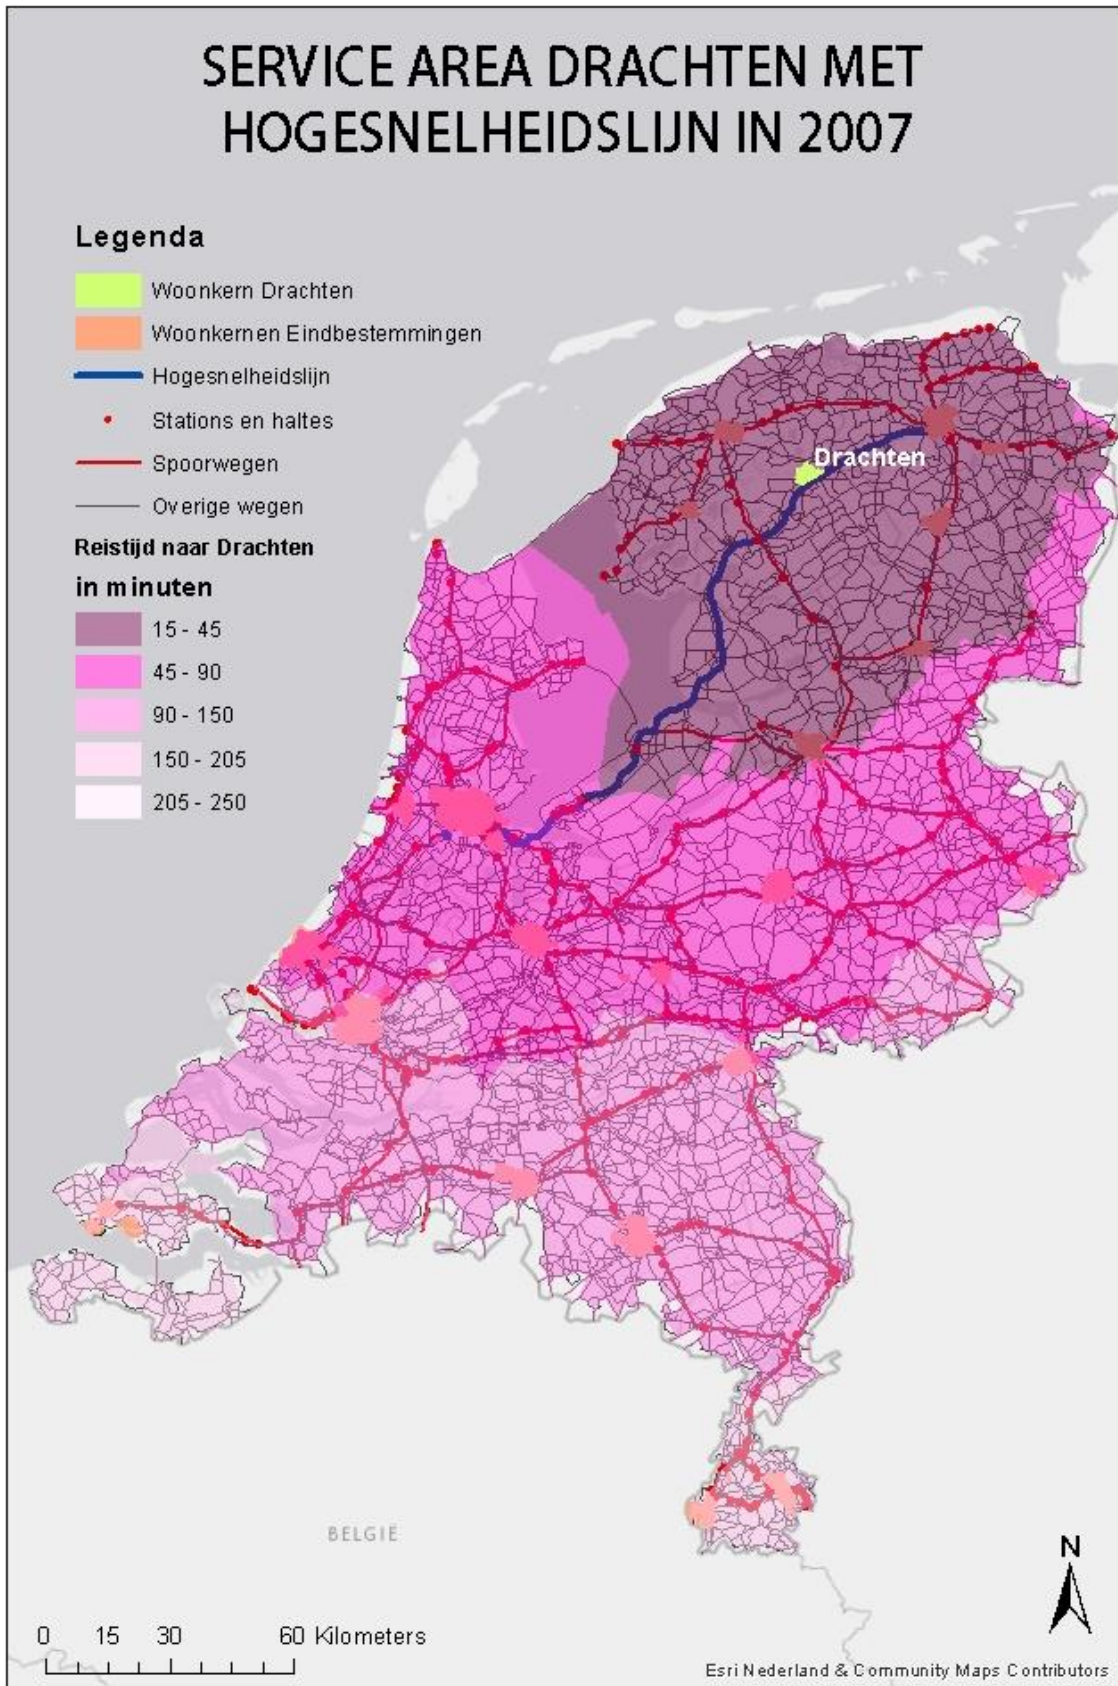 SERVICE AREA DRACHTEN MET
HOGESNELHEIDSLIJN IN 2007
Legenda
Woonkern Drachten
Woonkernen Eindbestemmingen
Hogesnelheidslijn
Stations en haltes
Spoorwegen
Overige wegen
Reistijd naar Drachten
in minuten
15 - 45
45 - 90
90 - 150
150 - 205
205 - 250
Drachten
BELGIË
N
0 15 30 60 Kilometers
Esri Nederland & Community Maps Contributors